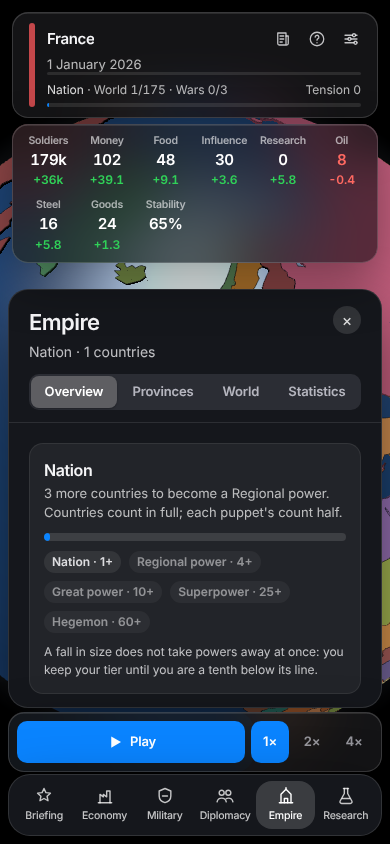 France
1 January 2026
Nation · World 1/175 · Wars 0/3
Tension 0
Soldiers Money Food Influence Research Oil
179k 102 48 30 0 8
+36k +39.1 +9.1 +3.6 +5.8 -0.4
Steel Goods Stability
16 24 65%
+5.8 +1.3
Empire
Nation · 1 countries
Overview Provinces World Statistics
Nation
3 more countries to become a Regional power.
Countries count in full; each puppet's count half.
Nation · 1+ Regional power · 4+
Great power · 10+ Superpower · 25+
Hegemon · 60+
A fall in size does not take powers away at once: you
keep your tier until you are a tenth below its line.
Play 1× 2× 4×
Briefing Economy Military Diplomacy Empire Research